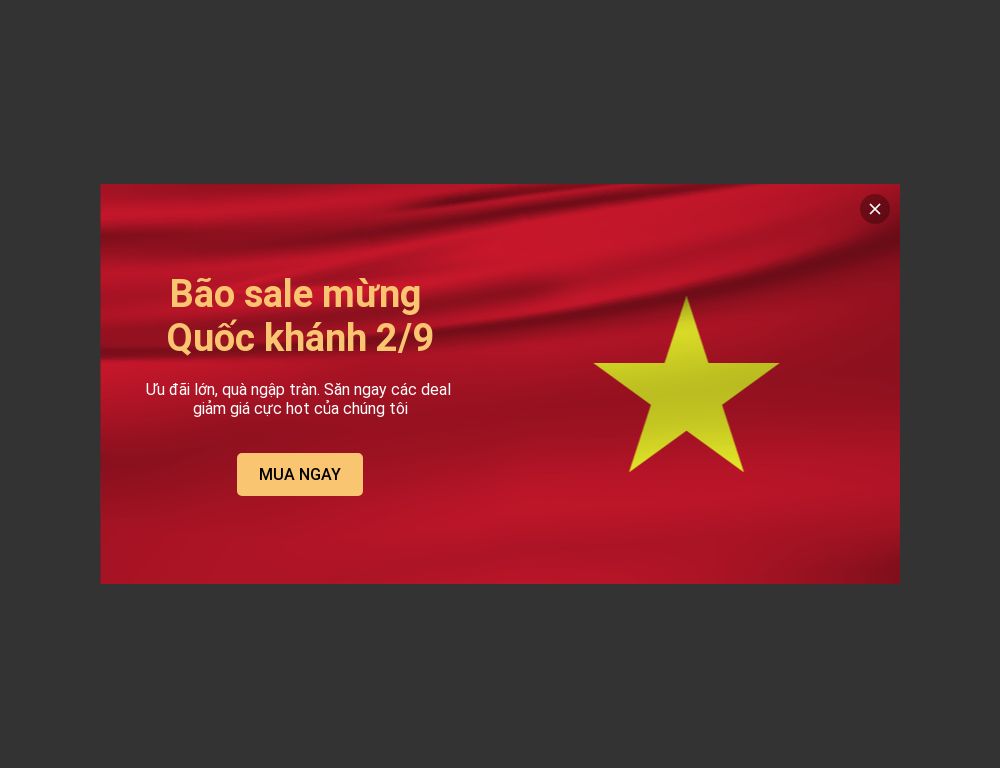 Bão sale mừng
Quốc khánh 2/9
Ưu đãi lớn, quà ngập tràn. Săn ngay các deal
giảm giá cực hot của chúng tôi
MUA NGAY